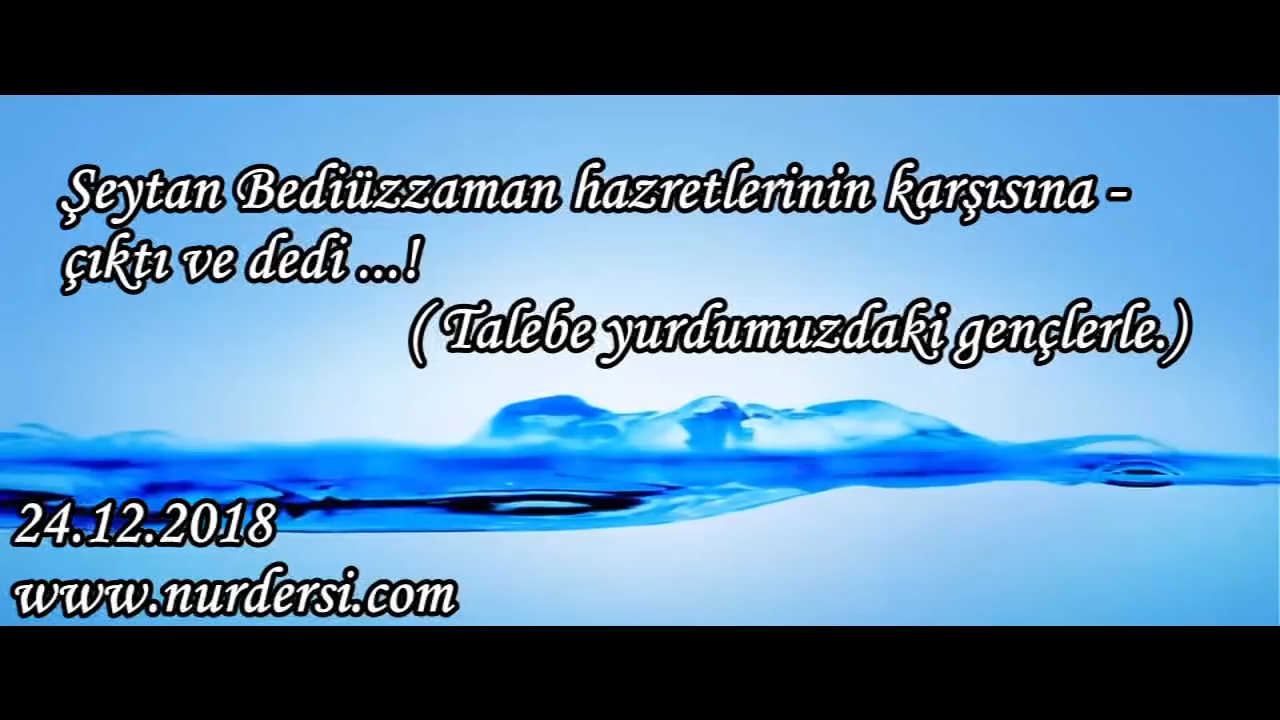 Şeytan Bediüzzaman hazretlerinin karşısına -
çıktı ve dedi ...!
( Talebe yurdumuzdaki gençlerle.)
24.12.2018
www.nurdersi.com